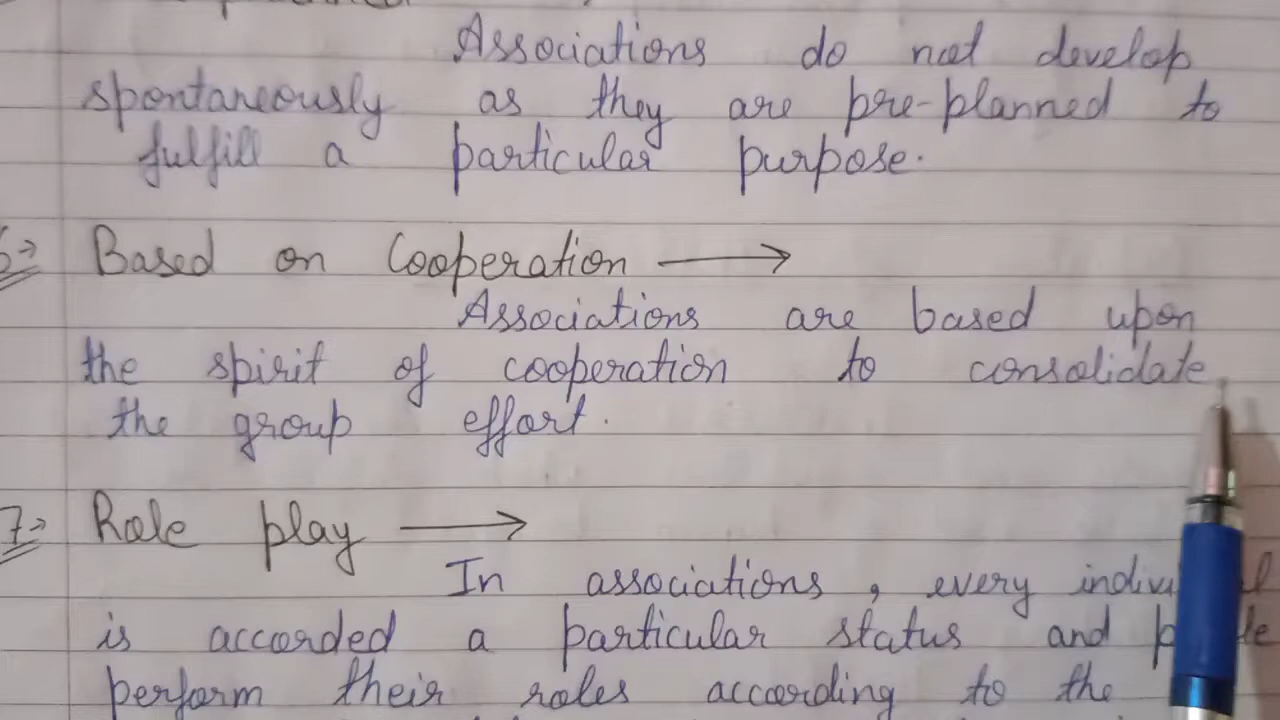 Associations do not develop
spontaneously as they are pre-planned to
fulfill a particular purpose.
6→ Based on Cooperation →
Associations are based upon
the spirit of cooperation to consolidate
the group effort.
7→ Role play →
In associations, every
is accorded a particular status and
perform their roles according to the